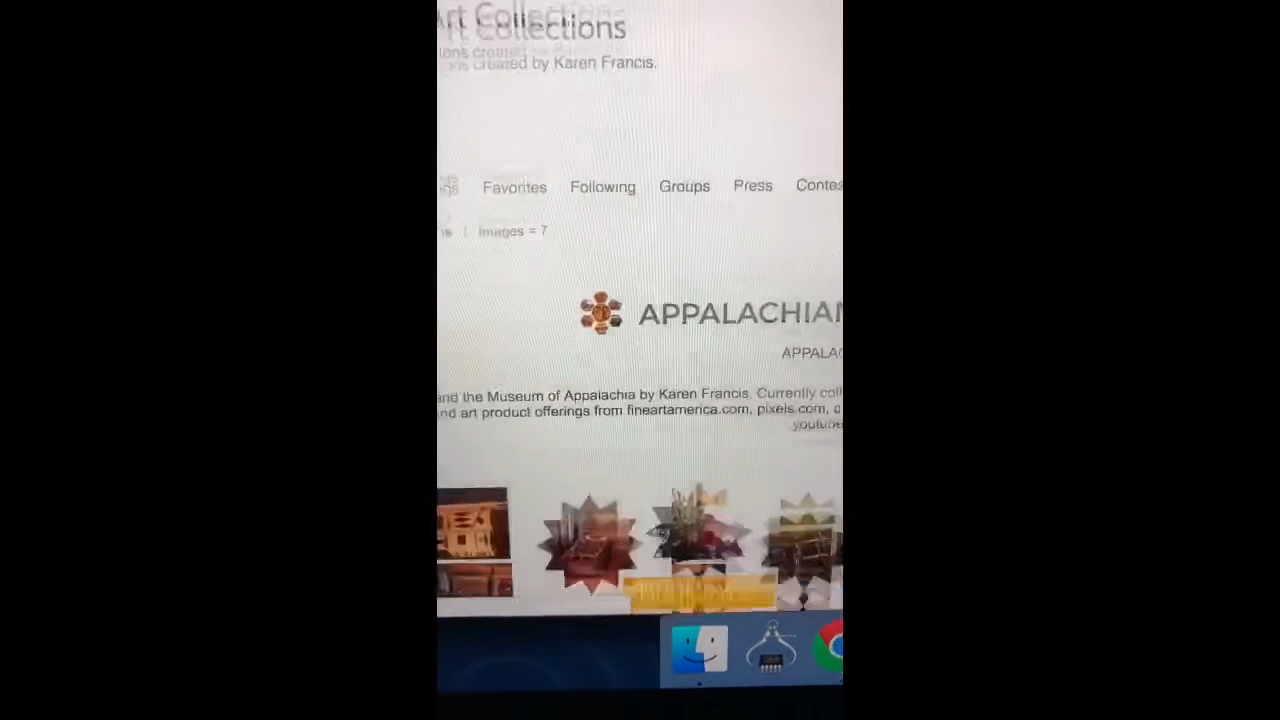 Art Collections
ons created by Karen Francis.
Favorites Following Groups Press Contes
Images = 7
APPALACHIAN
APPALAC
and the Museum of Appalachia by Karen Francis. Currently coll
nd art product offerings from fineartamerica.com, pixels.com,
youtube